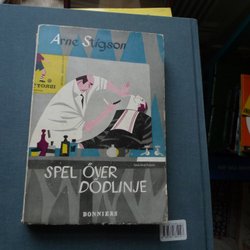 Arne Stigson
SPEL ÖVER
DÖDLINJE
BONNIERS